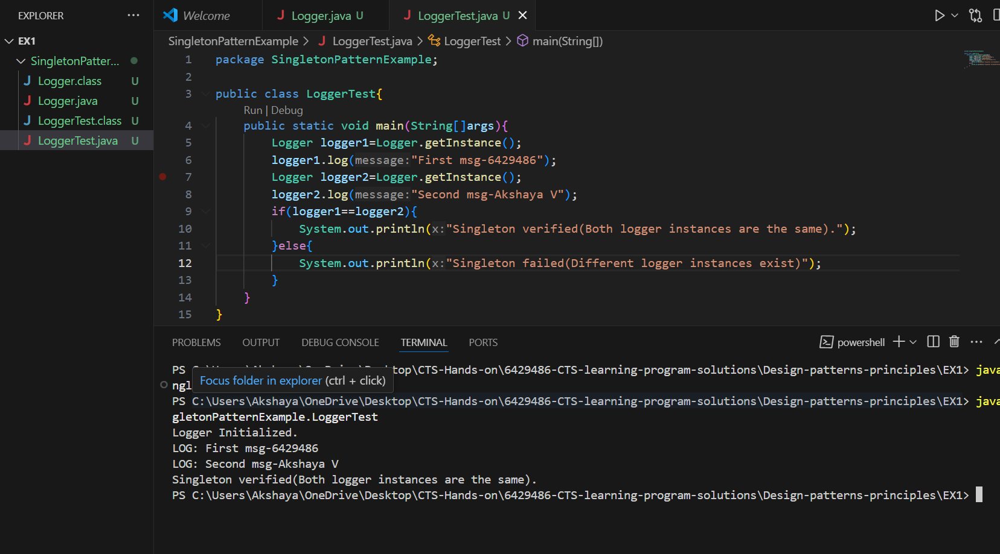 EXPLORER ...
Welcome
Logger.java U
LoggerTest.java U
EX1
SingletonPatter...
Logger.class U
Logger.java U
LoggerTest.class U
LoggerTest.java U
SingletonPatternExample > J LoggerTest.java > LoggerTest > main(String[])
1 package SingletonPatternExample;
2
3 public class LoggerTest{
Run | Debug
4 public static void main(String[]args){
5 Logger logger1=Logger.getInstance();
6 logger1.log(message:"First msg-6429486");
7 Logger logger2=Logger.getInstance();
8 logger2.log(message:"Second msg-Akshaya V");
9 if(logger1==logger2){
10 System.out.println(x:"Singleton verified(Both logger instances are the same).");
11 }else{
12 System.out.println(x:"Singleton failed(Different logger instances exist)");
13 }
14 }
15 }
PROBLEMS OUTPUT DEBUG CONSOLE TERMINAL PORTS
powershell
PS top\CTS-Hands-on\6429486-CTS-learning-program-solutions\Design-patterns-principles\EX1> java
ngl
Focus folder in explorer (ctrl + click)
PS C:\Users\Akshaya\OneDrive\Desktop\CTS-Hands-on\6429486-CTS-learning-program-solutions\Design-patterns-principles\EX1> java
gletonPatternExample.LoggerTest
Logger Initialized.
LOG: First msg-6429486
LOG: Second msg-Akshaya V
Singleton verified(Both logger instances are the same).
PS C:\Users\Akshaya\OneDrive\Desktop\CTS-Hands-on\6429486-CTS-learning-program-solutions\Design-patterns-principles\EX1>